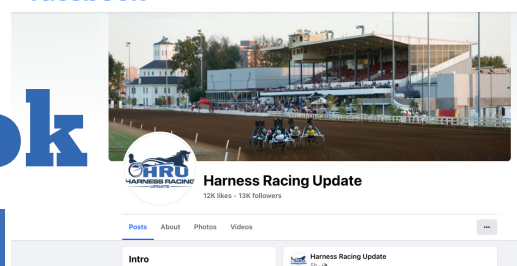 ok
HRU
HARNESS RACING
UPDATE
Harness Racing Update
12K likes • 13K followers
Posts About Photos Videos
Intro
Harness Racing Update